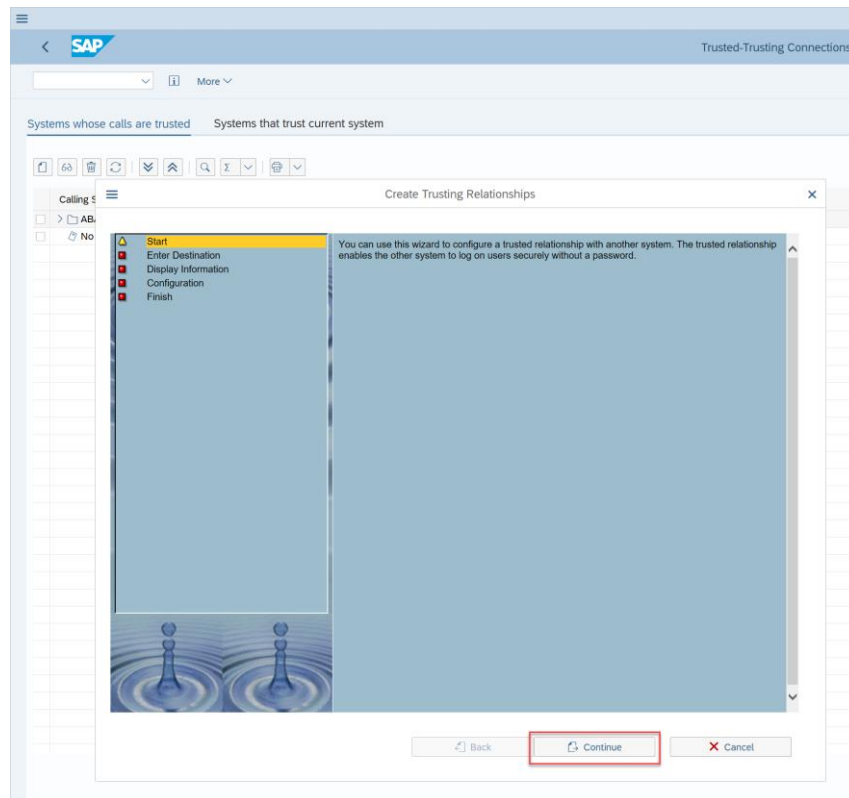 SAP
Trusted-Trusting Connections
More
Systems whose calls are trusted Systems that trust current system
Calling S
Create Trusting Relationships
AB
No
Start
Enter Destination
Display Information
Configuration
Finish
You can use this wizard to configure a trusted relationship with another system. The trusted relationship
enables the other system to log on users securely without a password.
Back Continue Cancel